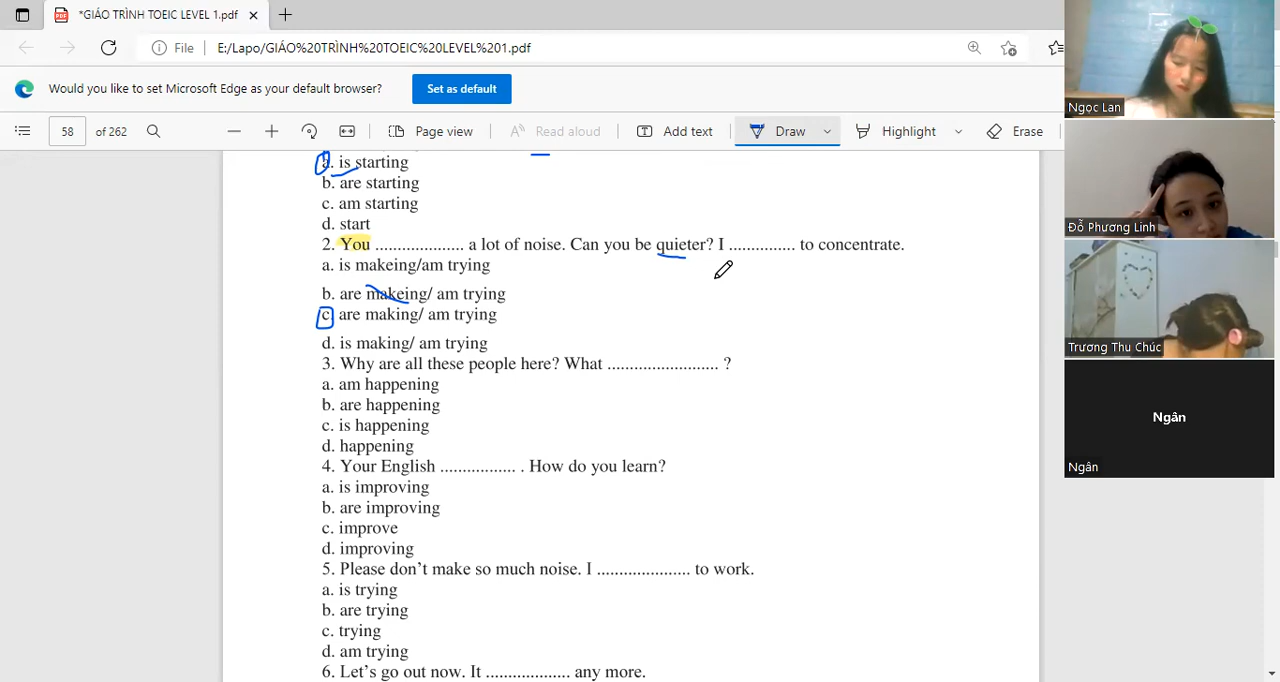 *GIÁO TRÌNH TOEIC LEVEL 1.pdf
File E:/Lapo/GIÁO%20TRÌNH%20TOEIC%20LEVEL%201.pdf
Would you like to set Microsoft Edge as your default browser? Set as default
58 of 262 Page view Read aloud Add text Draw Highlight Erase
a. is starting
b. are starting
c. am starting
d. start
2. You .................... a lot of noise. Can you be quieter? I ............... to concentrate.
a. is makeing/am trying
b. are makeing/ am trying
c. are making/ am trying
d. is making/ am trying
3. Why are all these people here? What ......................... ?
a. am happening
b. are happening
c. is happening
d. happening
4. Your English ................. . How do you learn?
a. is improving
b. are improving
c. improve
d. improving
5. Please don’t make so much noise. I ..................... to work.
a. is trying
b. are trying
c. trying
d. am trying
6. Let’s go out now. It ................... any more.
Ngọc Lan
Đỗ Phương Linh
Trương Thu Chúc
Ngân
Ngân